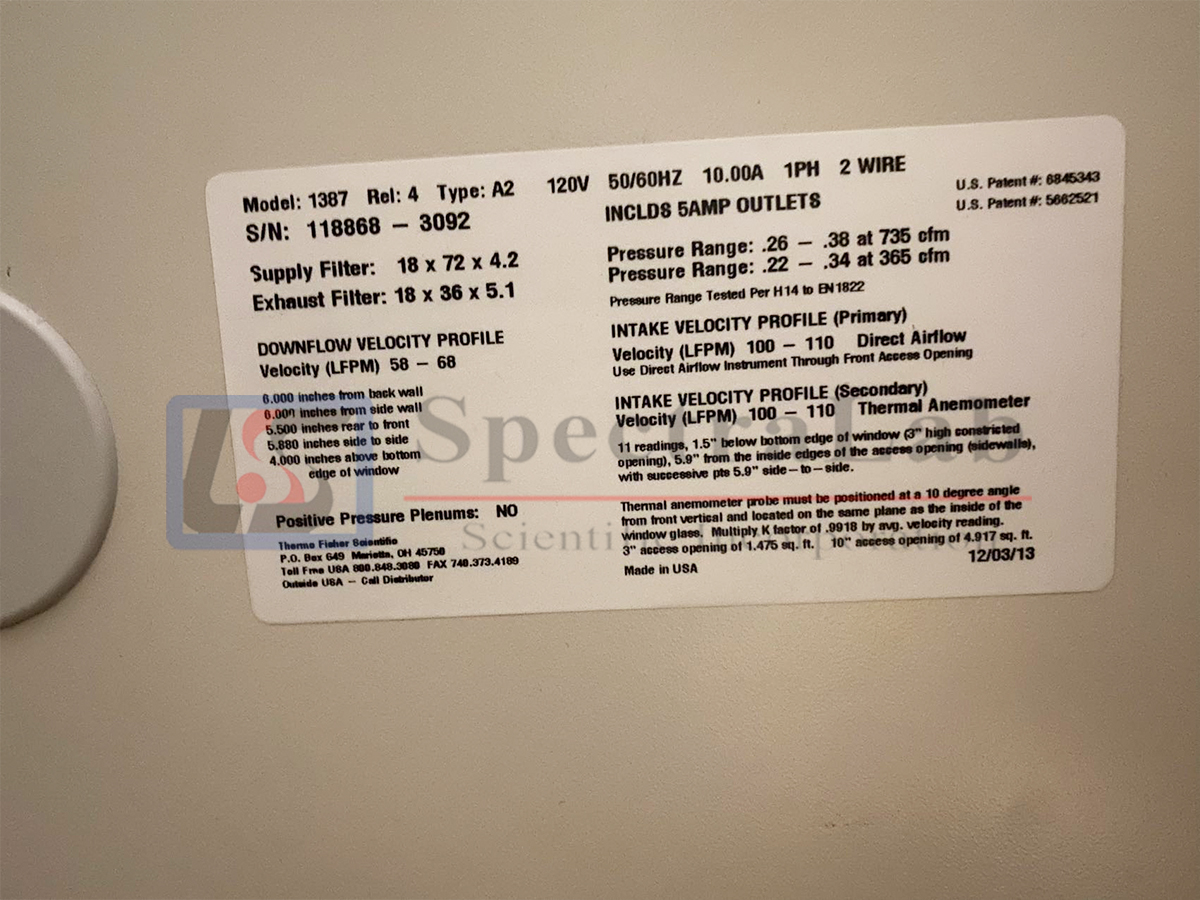 Model: 1387 Rel: 4 Type: A2 120V 50/60HZ 10.00A 1PH 2 WIRE
S/N: 118868 – 3092
INCLDS 5AMP OUTLETS
U.S. Patent #: 6845343
U.S. Patent #: 5662521
Supply Filter: 18 x 72 x 4.2
Exhaust Filter: 18 x 36 x 5.1
DOWNFLOW VELOCITY PROFILE
Velocity (LFPM) 58 – 68
6.000 inches from back wall
6.000 inches from side wall
5.500 inches rear to front
5.880 inches side to side
4.000 inches above bottom
edge of window
Positive Pressure Plenums: NO
Thermo Fisher Scientific
P.O. Box 649 Marietta, OH 45750
Toll Free USA 800.848.3080 FAX 740.373.4189
Outside USA – Call Distributor
Pressure Range: .26 – .38 at 735 cfm
Pressure Range: .22 – .34 at 365 cfm
Pressure Range Tested Per H14 to EN1822
INTAKE VELOCITY PROFILE (Primary)
Velocity (LFPM) 100 – 110 Direct Airflow
Use Direct Airflow Instrument Through Front Access Opening
INTAKE VELOCITY PROFILE (Secondary)
Velocity (LFPM) 100 – 110 Thermal Anemometer
11 readings, 1.5" below bottom edge of window (3" high constricted
opening), 5.9" from the inside edges of the access opening (sidewalls),
with successive pts 5.9" side–to–side.
Thermal anemometer probe must be positioned at a 10 degree angle
from front vertical and located on the same plane as the inside of the
window glass. Multiply K factor of .9918 by avg. velocity reading.
3" access opening of 1.475 sq. ft. 10" access opening of 4.917 sq. ft.
Made in USA
12/03/13
SpectraLab
Scientific